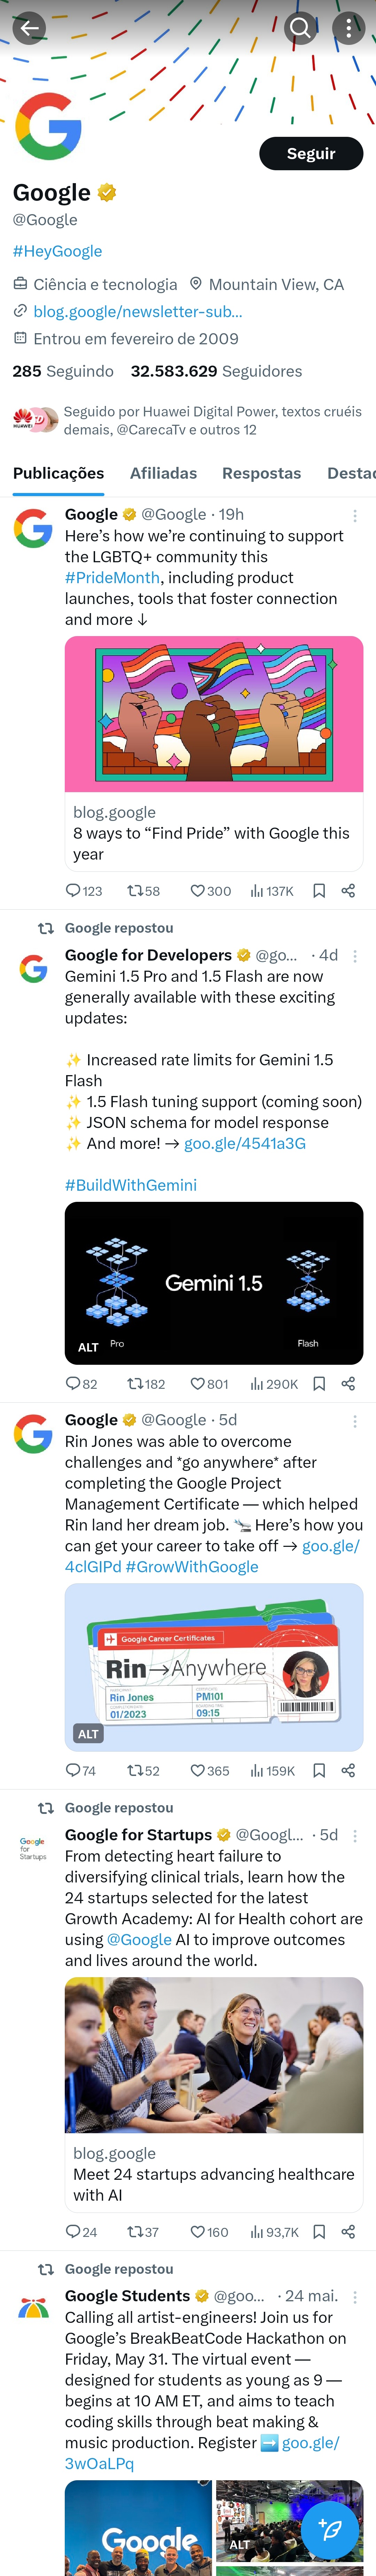 Seguir
Google
@Google
#HeyGoogle
Ciência e tecnologia Mountain View, CA
blog.google/newsletter-sub...
Entrou em fevereiro de 2009
285 Seguindo 32.583.629 Seguidores
HUAWEI
Seguido por Huawei Digital Power, textos cruéis
demais, @CarecaTv e outros 12
Publicações Afiliadas Respostas Destac
Google @Google · 19h
Here’s how we’re continuing to support
the LGBTQ+ community this
#PrideMonth, including product
launches, tools that foster connection
and more ↓
blog.google
8 ways to “Find Pride” with Google this
year
123 58 300 137K
Google repostou
Google for Developers @go... · 4d
Gemini 1.5 Pro and 1.5 Flash are now
generally available with these exciting
updates:
✨ Increased rate limits for Gemini 1.5
Flash
✨ 1.5 Flash tuning support (coming soon)
✨ JSON schema for model response
✨ And more! → goo.gle/4541a3G
#BuildWithGemini
Gemini 1.5
ALT Pro Flash
82 182 801 290K
Google @Google · 5d
Rin Jones was able to overcome
challenges and *go anywhere* after
completing the Google Project
Management Certificate — which helped
Rin land her dream job. 🛫 Here’s how you
can get your career to take off → goo.gle/
4clGIPd #GrowWithGoogle
Google Career Certificates
Rin→Anywhere
Rin Jones PM101
01/2023 09:15
ALT
74 52 365 159K
Google repostou
Google for Startups
Google for Startups @Googl... · 5d
From detecting heart failure to
diversifying clinical trials, learn how the
24 startups selected for the latest
Growth Academy: AI for Health cohort are
using @Google AI to improve outcomes
and lives around the world.
blog.google
Meet 24 startups advancing healthcare
with AI
24 37 160 93,7K
Google repostou
Google Students @goo... · 24 mai.
Calling all artist-engineers! Join us for
Google’s BreakBeatCode Hackathon on
Friday, May 31. The virtual event —
designed for students as young as 9 —
begins at 10 AM ET, and aims to teach
coding skills through beat making &
music production. Register ➡️ goo.gle/
3wOaLPq
Google
ALT